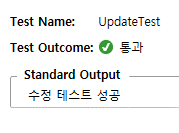 Test Name: UpdateTest
Test Outcome: 통과
Standard Output
수정 테스트 성공